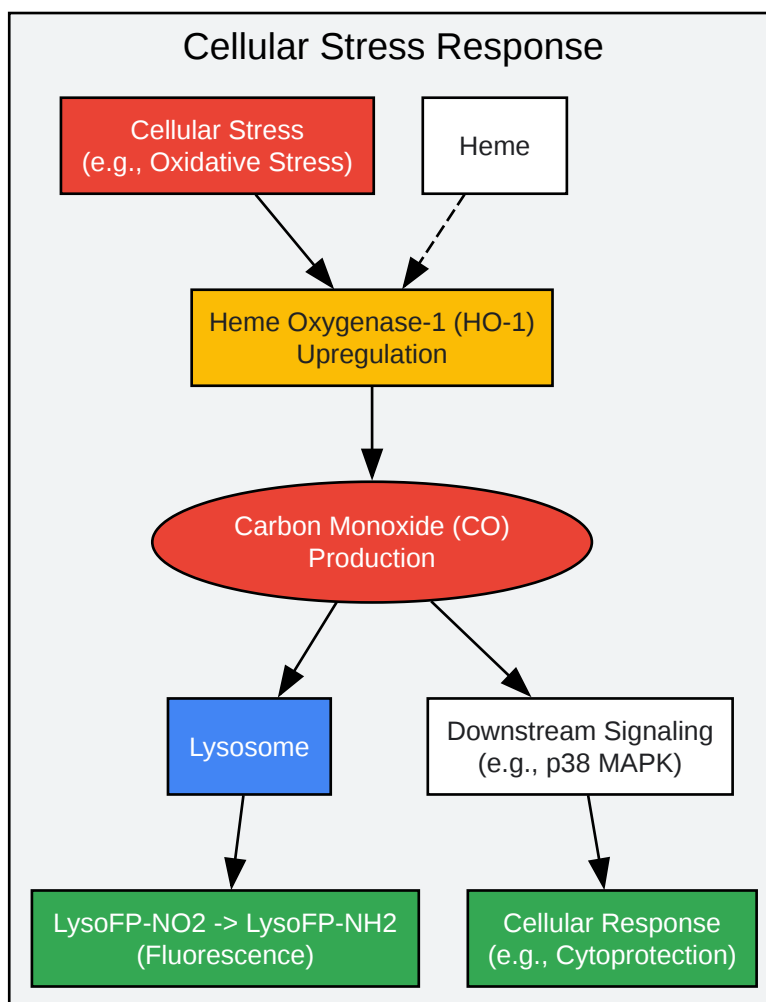 Cellular Stress Response
Cellular Stress
(e.g., Oxidative Stress)
Heme
Heme Oxygenase-1 (HO-1)
Upregulation
Carbon Monoxide (CO)
Production
Lysosome
Downstream Signaling
(e.g., p38 MAPK)
LysoFP-NO2 -> LysoFP-NH2
(Fluorescence)
Cellular Response
(e.g., Cytoprotection)